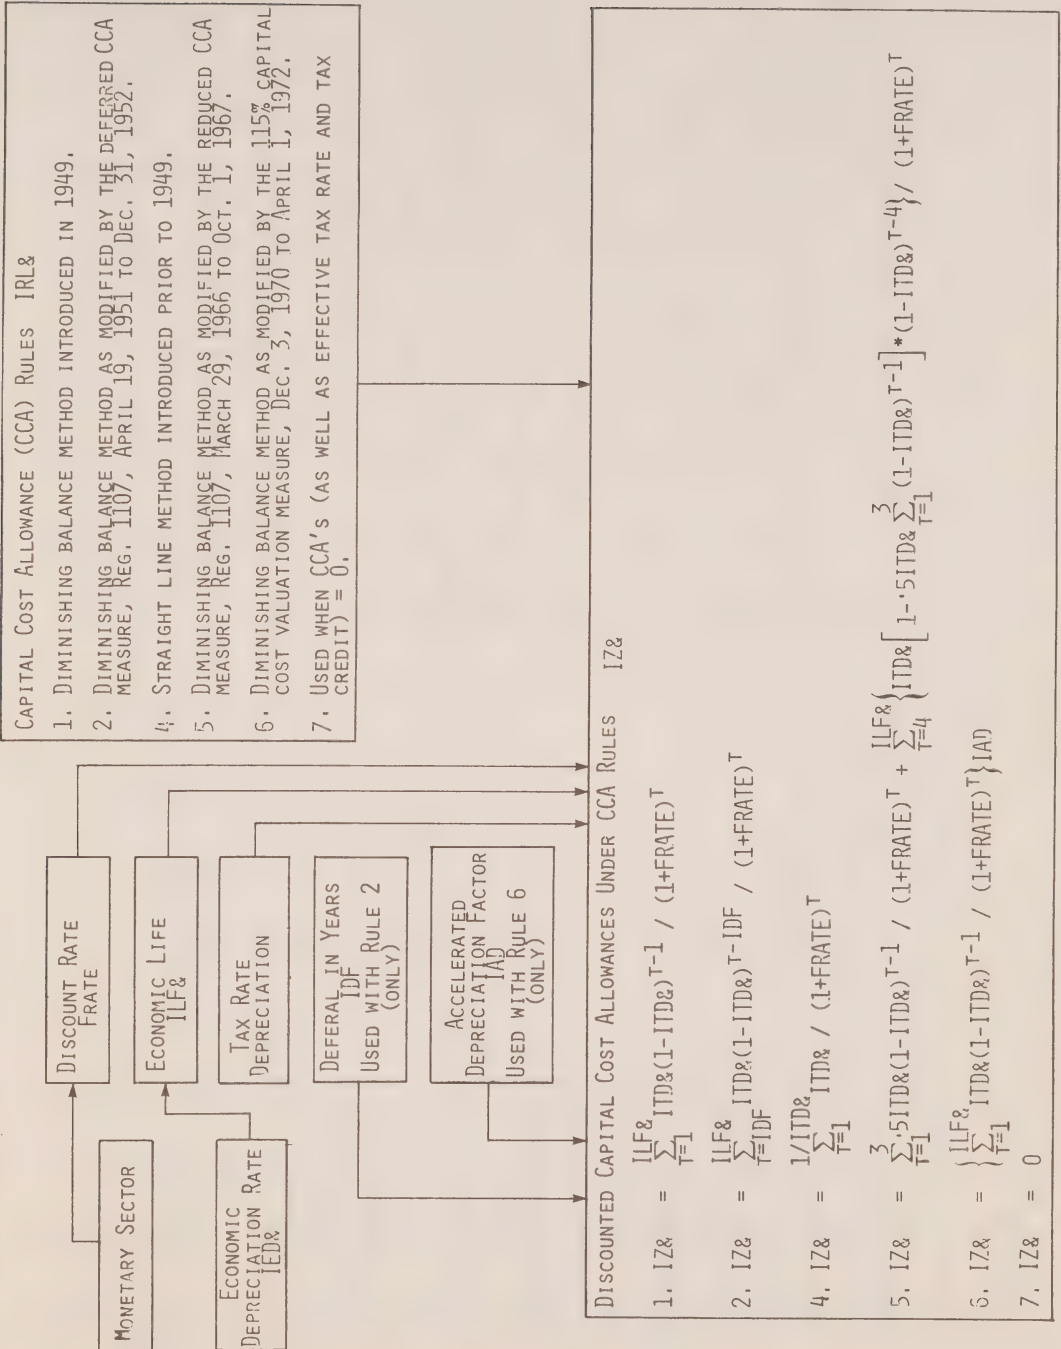 CAPITAL COST ALLOWANCE (CCA) RULES IRL&
1. DIMINISHING BALANCE METHOD INTRODUCED IN 1949.
2. DIMINISHING BALANCE METHOD AS MODIFIED BY THE DEFERRED CCA
MEASURE, REG. 1107, APRIL 19, 1951 TO DEC. 31, 1952.
4. STRAIGHT LINE METHOD INTRODUCED PRIOR TO 1949.
5. DIMINISHING BALANCE METHOD AS MODIFIED BY THE REDUCED CCA
MEASURE, REG. 1107, MARCH 29, 1966 TO OCT. 1, 1967.
6. DIMINISHING BALANCE METHOD AS MODIFIED BY THE 115% CAPITAL
COST VALUATION MEASURE, DEC. 3, 1970 TO APRIL 1, 1972.
7. USED WHEN CCA'S (AS WELL AS EFFECTIVE TAX RATE AND TAX
CREDIT) = 0.
MONETARY SECTOR
DISCOUNT RATE
FRATE
ECONOMIC
DEPRECIATION RATE
IED&
ECONOMIC LIFE
ILF&
TAX RATE
DEPRECIATION
DEFERAL IN YEARS
IDF
USED WITH RULE 2
(ONLY)
ACCELERATED
DEPRECIATION FACTOR
IAD
USED WITH RULE 6
(ONLY)
DISCOUNTED CAPITAL COST ALLOWANCES UNDER CCA RULES IZ&
1. IZ& = ILF& ∑ T=1 ITD&(1-ITD&)^T-1 / (1+FRATE)^T
2. IZ& = ILF& ∑ T=IDF ITD&(1-ITD&)^T-IDF / (1+FRATE)^T
4. IZ& = 1/ITD& ∑ T=1 ITD& / (1+FRATE)^T
5. IZ& = 3 ∑ T=1 .5ITD&(1-ITD&)^T-1 / (1+FRATE)^T + ILF& ∑ T=4 {ITD&[1-.5ITD& 3 ∑ T=1 (1-ITD&)^T-1]*(1-ITD&)^T-4}/ (1+FRATE)^T
6. IZ& = {ILF& ∑ T=1 ITD&(1-ITD&)^T-1 / (1+FRATE)^T}IAD
7. IZ& = 0